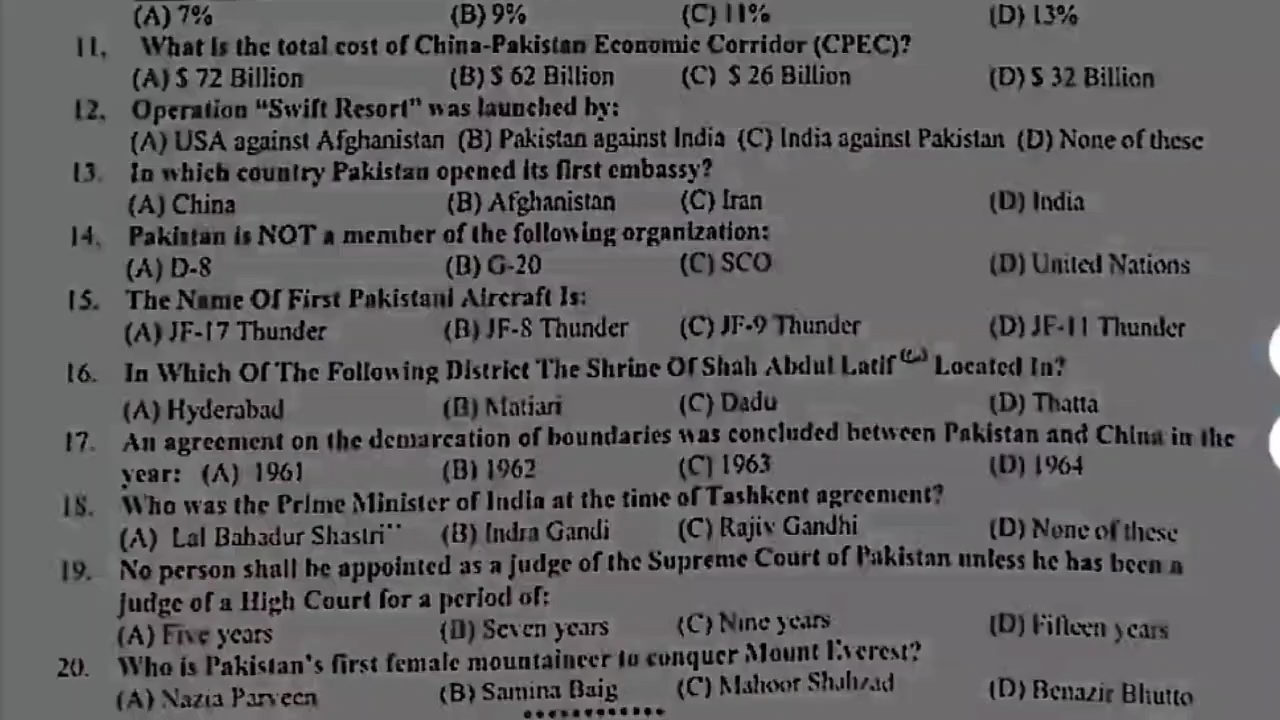 (A) 7% (B) 9% (C) 11% (D) 13%
11. What Is the total cost of China-Pakistan Economic Corridor (CPEC)?
(A) $ 72 Billion (B) $ 62 Billion (C) $ 26 Billion (D) $ 32 Billion
12. Operation "Swift Resort" was launched by:
(A) USA against Afghanistan (B) Pakistan against India (C) India against Pakistan (D) None of these
13. In which country Pakistan opened its first embassy?
(A) China (B) Afghanistan (C) Iran (D) India
14. Pakistan is NOT a member of the following organization:
(A) D-8 (B) G-20 (C) SCO (D) United Nations
15. The Name Of First Pakistani Aircraft Is:
(A) JF-17 Thunder (B) JF-8 Thunder (C) JF-9 Thunder (D) JF-11 Thunder
16. In Which Of The Following District The Shrine Of Shah Abdul Latif Located In?
(A) Hyderabad (B) Matiari (C) Dadu (D) Thatta
17. An agreement on the demarcation of boundaries was concluded between Pakistan and China in the
year: (A) 1961 (B) 1962 (C) 1963 (D) 1964
18. Who was the Prime Minister of India at the time of Tashkent agreement?
(A) Lal Bahadur Shastri (B) Indra Gandi (C) Rajiv Gandhi (D) None of these
19. No person shall be appointed as a judge of the Supreme Court of Pakistan unless he has been a
judge of a High Court for a period of:
(A) Five years (B) Seven years (C) Nine years (D) Fifteen years
20. Who is Pakistan's first female mountaineer to conquer Mount Everest?
(A) Nazia Parveen (B) Samina Baig (C) Mahoor Shahzad (D) Benazir Bhutto